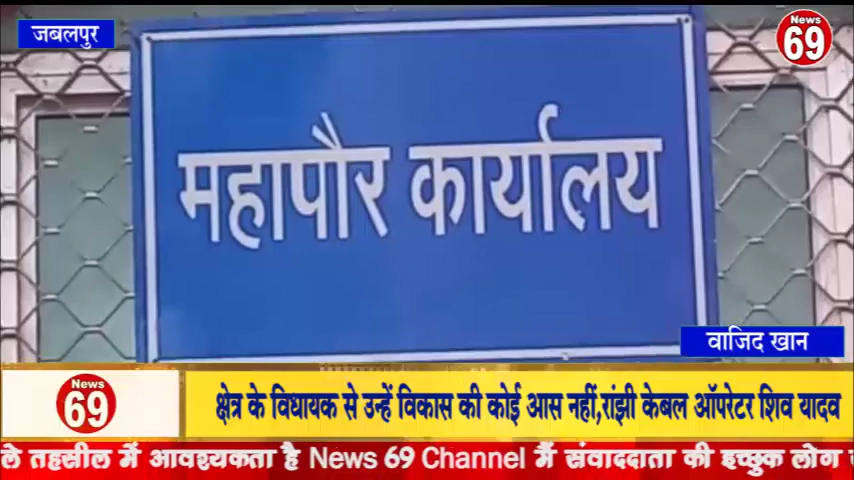 जबलपुर
News
69
महापौर कार्यालय
वाजिद खान
News
69
क्षेत्र के विधायक से उन्हें विकास की कोई आस नहीं,रांझी केबल ऑपरेटर शिव यादव
ले तहसील में आवश्यकता है News 69 Channel में संवाददाता की इच्छुक लोग